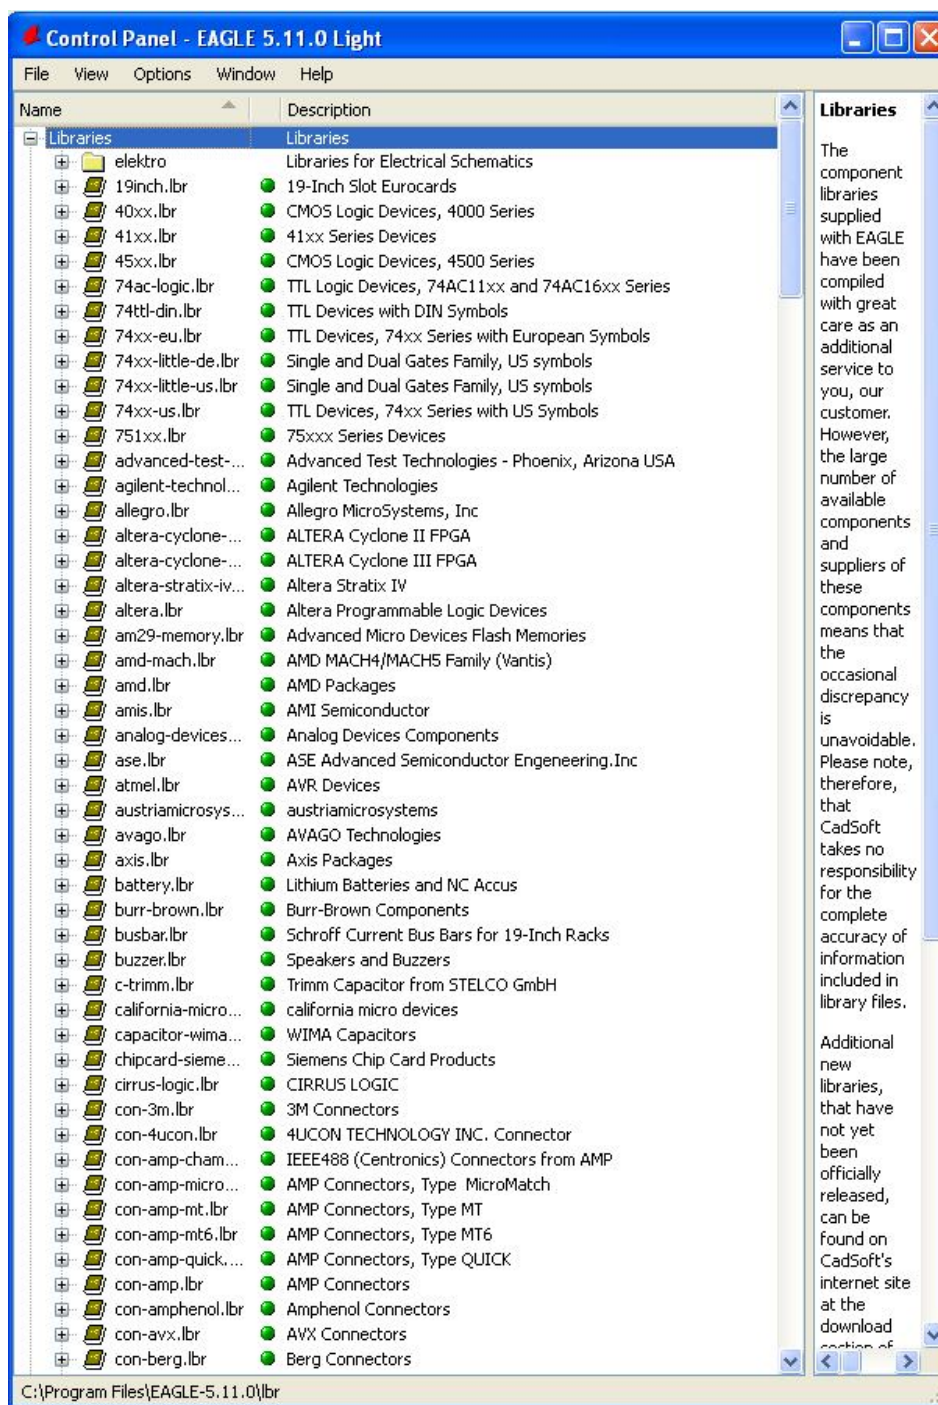 Control Panel - EAGLE 5.11.0 Light
File View Options Window Help
Name Description
Libraries Libraries
elektro Libraries for Electrical Schematics
19inch.lbr 19-Inch Slot Eurocards
40xx.lbr CMOS Logic Devices, 4000 Series
41xx.lbr 41xx Series Devices
45xx.lbr CMOS Logic Devices, 4500 Series
74ac-logic.lbr TTL Logic Devices, 74AC11xx and 74AC16xx Series
74ttl-din.lbr TTL Devices with DIN Symbols
74xx-eu.lbr TTL Devices, 74xx Series with European Symbols
74xx-little-de.lbr Single and Dual Gates Family, US symbols
74xx-little-us.lbr Single and Dual Gates Family, US symbols
74xx-us.lbr TTL Devices, 74xx Series with US Symbols
751xx.lbr 75xxx Series Devices
advanced-test-... Advanced Test Technologies - Phoenix, Arizona USA
agilent-technol... Agilent Technologies
allegro.lbr Allegro MicroSystems, Inc
altera-cyclone-... ALTERA Cyclone II FPGA
altera-cyclone-... ALTERA Cyclone III FPGA
altera-stratix-iv... Altera Stratix IV
altera.lbr Altera Programmable Logic Devices
am29-memory.lbr Advanced Micro Devices Flash Memories
amd-mach.lbr AMD MACH4/MACH5 Family (Vantis)
amd.lbr AMD Packages
amis.lbr AMI Semiconductor
analog-devices... Analog Devices Components
ase.lbr ASE Advanced Semiconductor Engeneering.Inc
atmel.lbr AVR Devices
austriamicrosys... austriamicrosystems
avago.lbr AVAGO Technologies
axis.lbr Axis Packages
battery.lbr Lithium Batteries and NC Accus
burr-brown.lbr Burr-Brown Components
busbar.lbr Schroff Current Bus Bars for 19-Inch Racks
buzzer.lbr Speakers and Buzzers
c-trimm.lbr Trimm Capacitor from STELCO GmbH
california-micro... california micro devices
capacitor-wima... WIMA Capacitors
chipcard-sieme... Siemens Chip Card Products
cirrus-logic.lbr CIRRUS LOGIC
con-3m.lbr 3M Connectors
con-4ucon.lbr 4UCON TECHNOLOGY INC. Connector
con-amp-cham... IEEE488 (Centronics) Connectors from AMP
con-amp-micro... AMP Connectors, Type MicroMatch
con-amp-mt.lbr AMP Connectors, Type MT
con-amp-mt6.lbr AMP Connectors, Type MT6
con-amp-quick.... AMP Connectors, Type QUICK
con-amp.lbr AMP Connectors
con-amphenol.lbr Amphenol Connectors
con-avx.lbr AVX Connectors
con-berg.lbr Berg Connectors
Libraries
The
component
libraries
supplied
with EAGLE
have been
compiled
with great
care as an
additional
service to
you, our
customer.
However,
the large
number of
available
components
and
suppliers of
these
components
means that
the
occasional
discrepancy
is
unavoidable.
Please note,
therefore,
that
CadSoft
takes no
responsibility
for the
complete
accuracy of
information
included in
library files.
Additional
new
libraries,
that have
not yet
been
officially
released,
can be
found on
CadSoft's
internet site
at the
download
section of
C:\Program Files\EAGLE-5.11.0\lbr